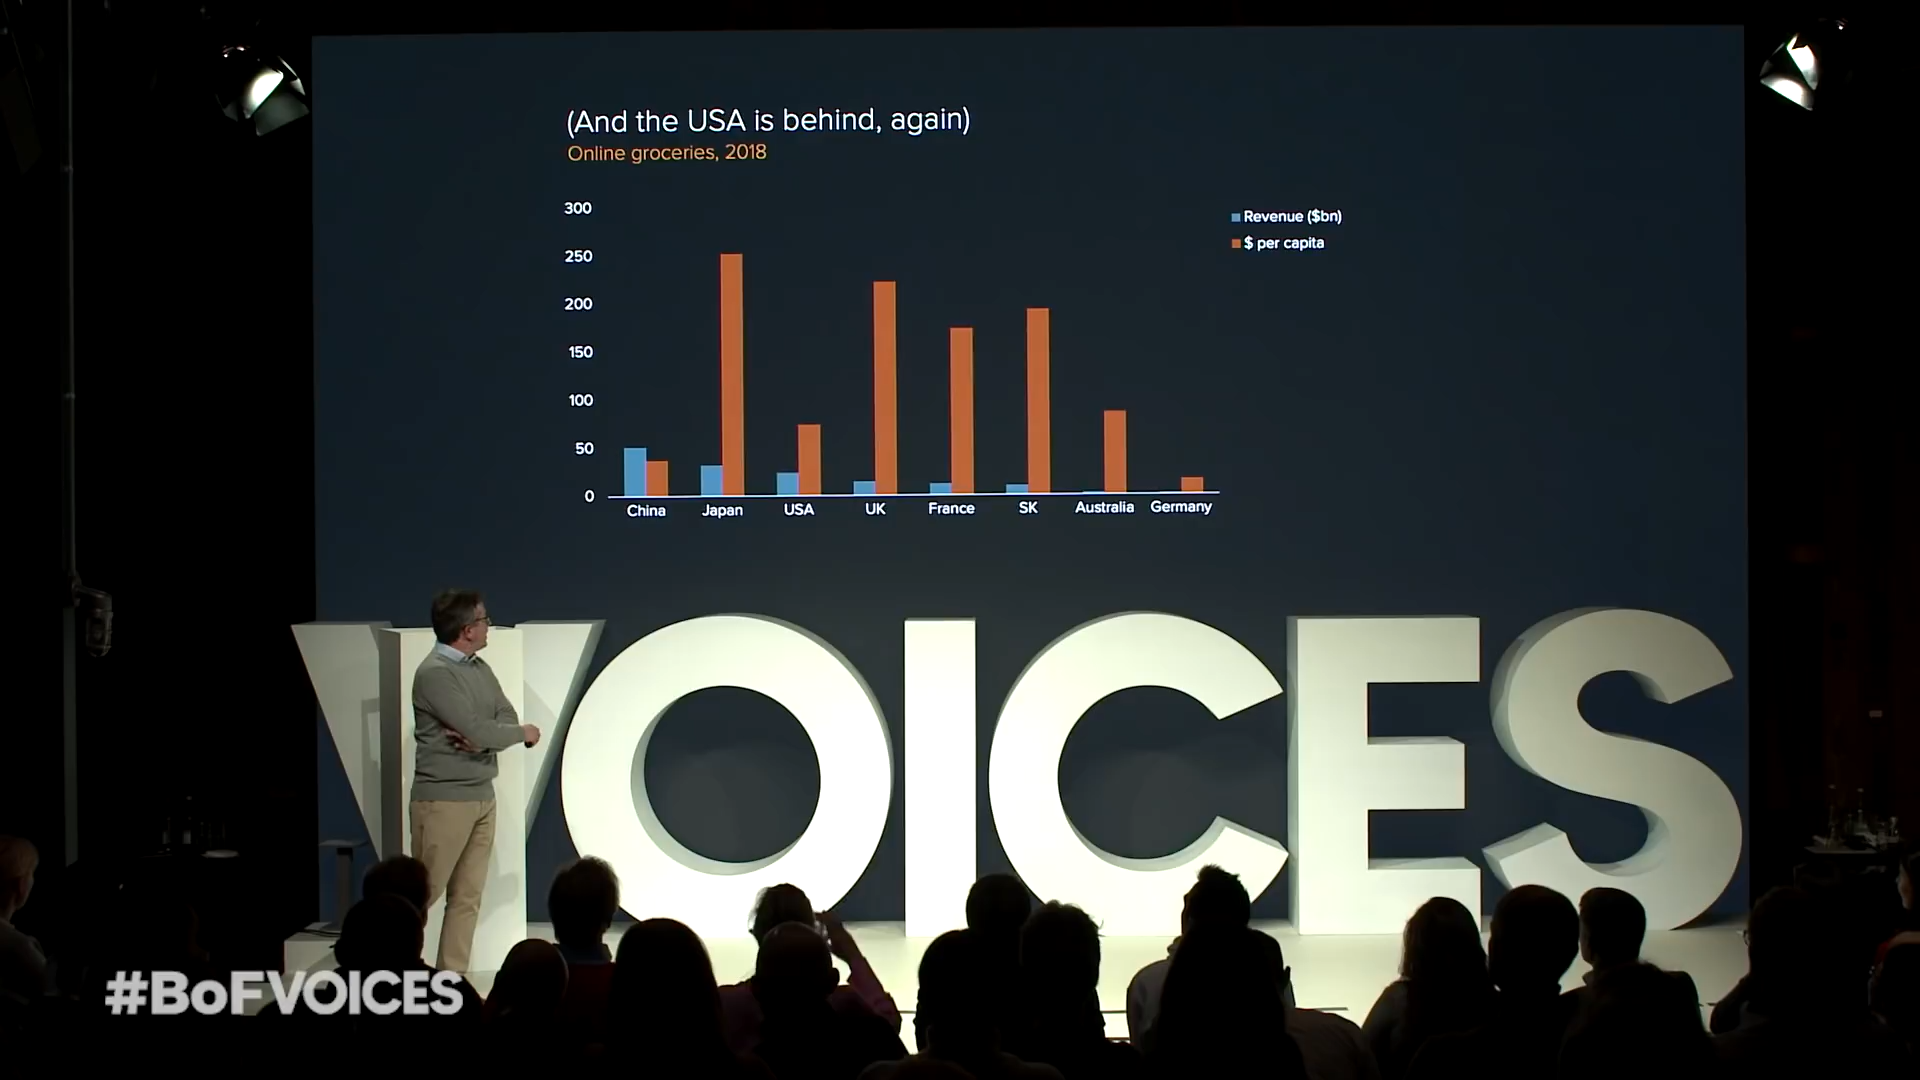 (And the USA is behind, again)
Online groceries, 2018
300
250
200
150
100
50
0
China Japan USA UK France SK Australia Germany
Revenue ($bn)
$ per capita
VOICES
#BoFVOICES